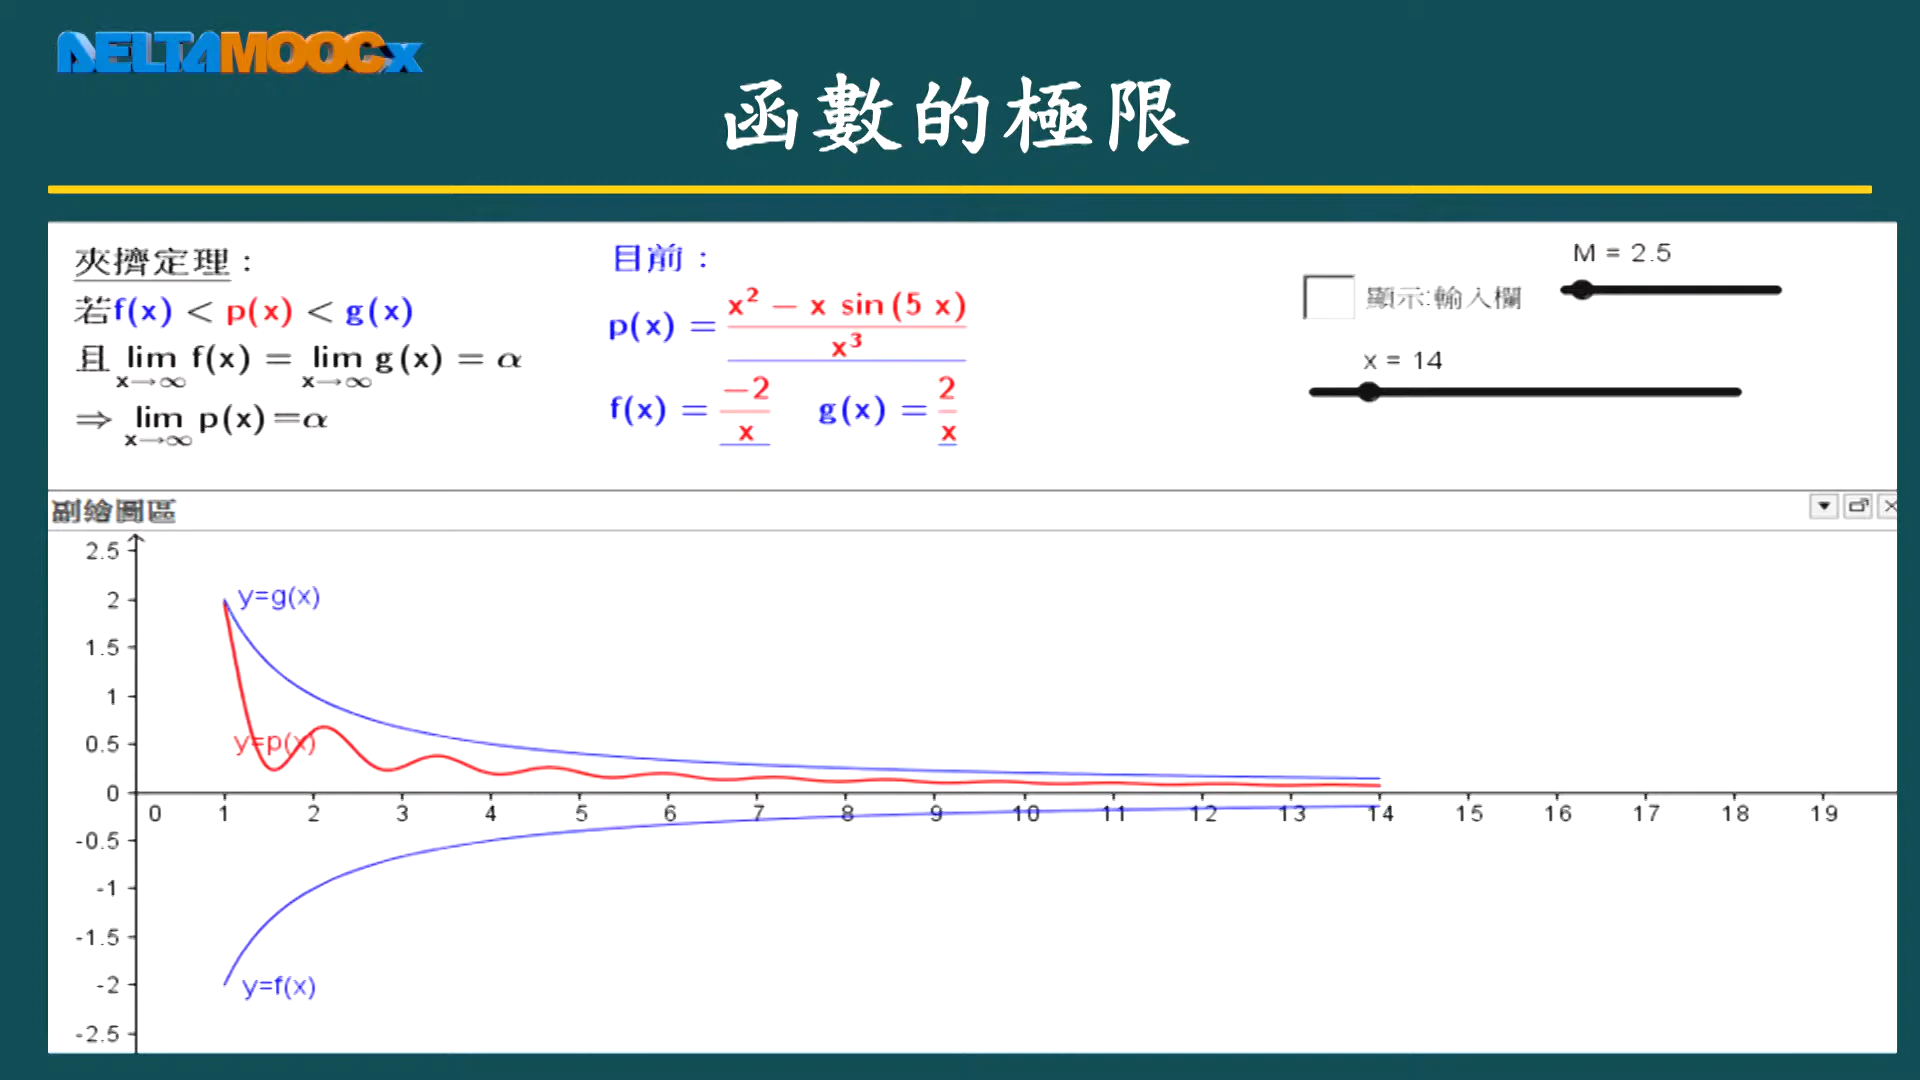 DELTAMOOCx
函數的極限
夾擠定理：
若f(x) < p(x) < g(x)
且 lim x→∞ f(x) = lim x→∞ g(x) = α
⇒ lim x→∞ p(x)=α
目前：
p(x) = (x² − x sin (5 x)) / x³
f(x) = −2 / x
g(x) = 2 / x
顯示:輸入欄
M = 2.5
x = 14
副繪圖區
2.5
2
1.5
1
0.5
0
-0.5
-1
-1.5
-2
-2.5
y=g(x)
y=p(x)
y=f(x)
0 1 2 3 4 5 6 7 8 9 10 11 12 13 14 15 16 17 18 19